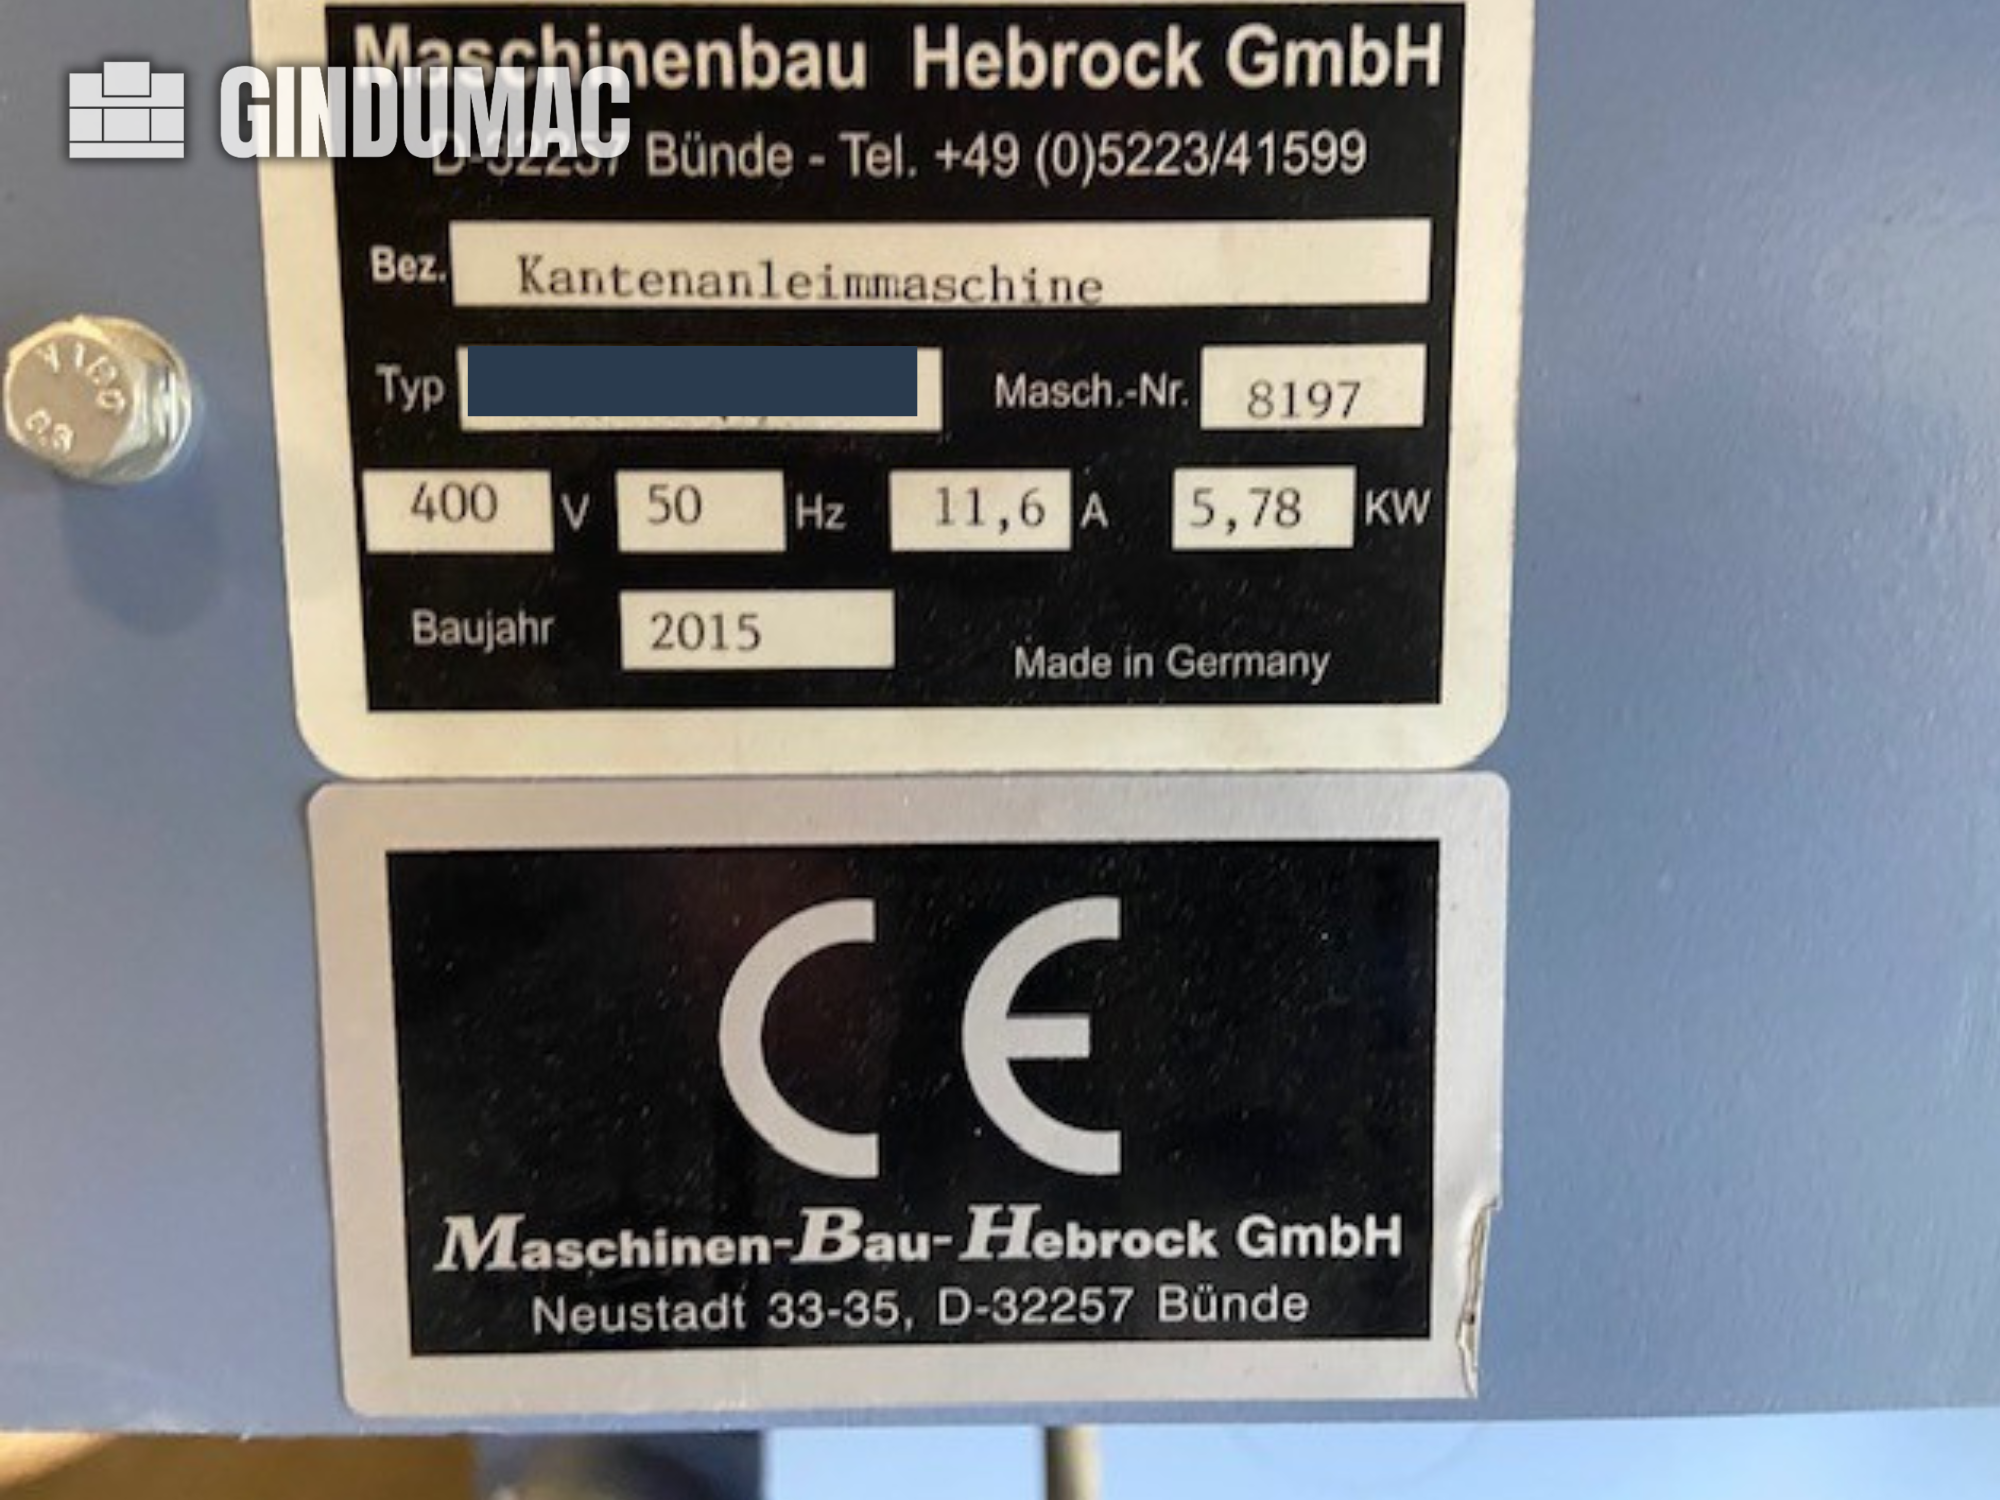 Maschinenbau Hebrock GmbH
GINDUMAC
D-32257 Bünde - Tel. +49 (0)5223/41599
Bez. Kantenanleimmaschine
Typ Masch.-Nr. 8197
400 V 50 Hz 11,6 A 5,78 KW
Baujahr 2015
Made in Germany
CE
Maschinen-Bau-Hebrock GmbH
Neustadt 33-35, D-32257 Bünde